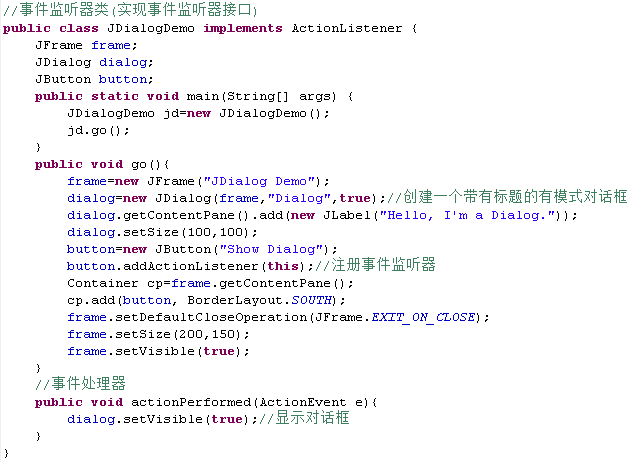 //事件监听器类(实现事件监听器接口)
public class JDialogDemo implements ActionListener {
    JFrame frame;
    JDialog dialog;
    JButton button;
    public static void main(String[] args) {
        JDialogDemo jd=new JDialogDemo();
        jd.go();
    }
    public void go(){
        frame=new JFrame("JDialog Demo");
        dialog=new JDialog(frame,"Dialog",true);//创建一个带有标题的有模式对话框
        dialog.getContentPane().add(new JLabel("Hello, I'm a Dialog."));
        dialog.setSize(100,100);
        button=new JButton("Show Dialog");
        button.addActionListener(this);//注册事件监听器
        Container cp=frame.getContentPane();
        cp.add(button, BorderLayout.SOUTH);
        frame.setDefaultCloseOperation(JFrame.EXIT_ON_CLOSE);
        frame.setSize(200,150);
        frame.setVisible(true);
    }
    //事件处理器
    public void actionPerformed(ActionEvent e){
        dialog.setVisible(true);//显示对话框
    }
}